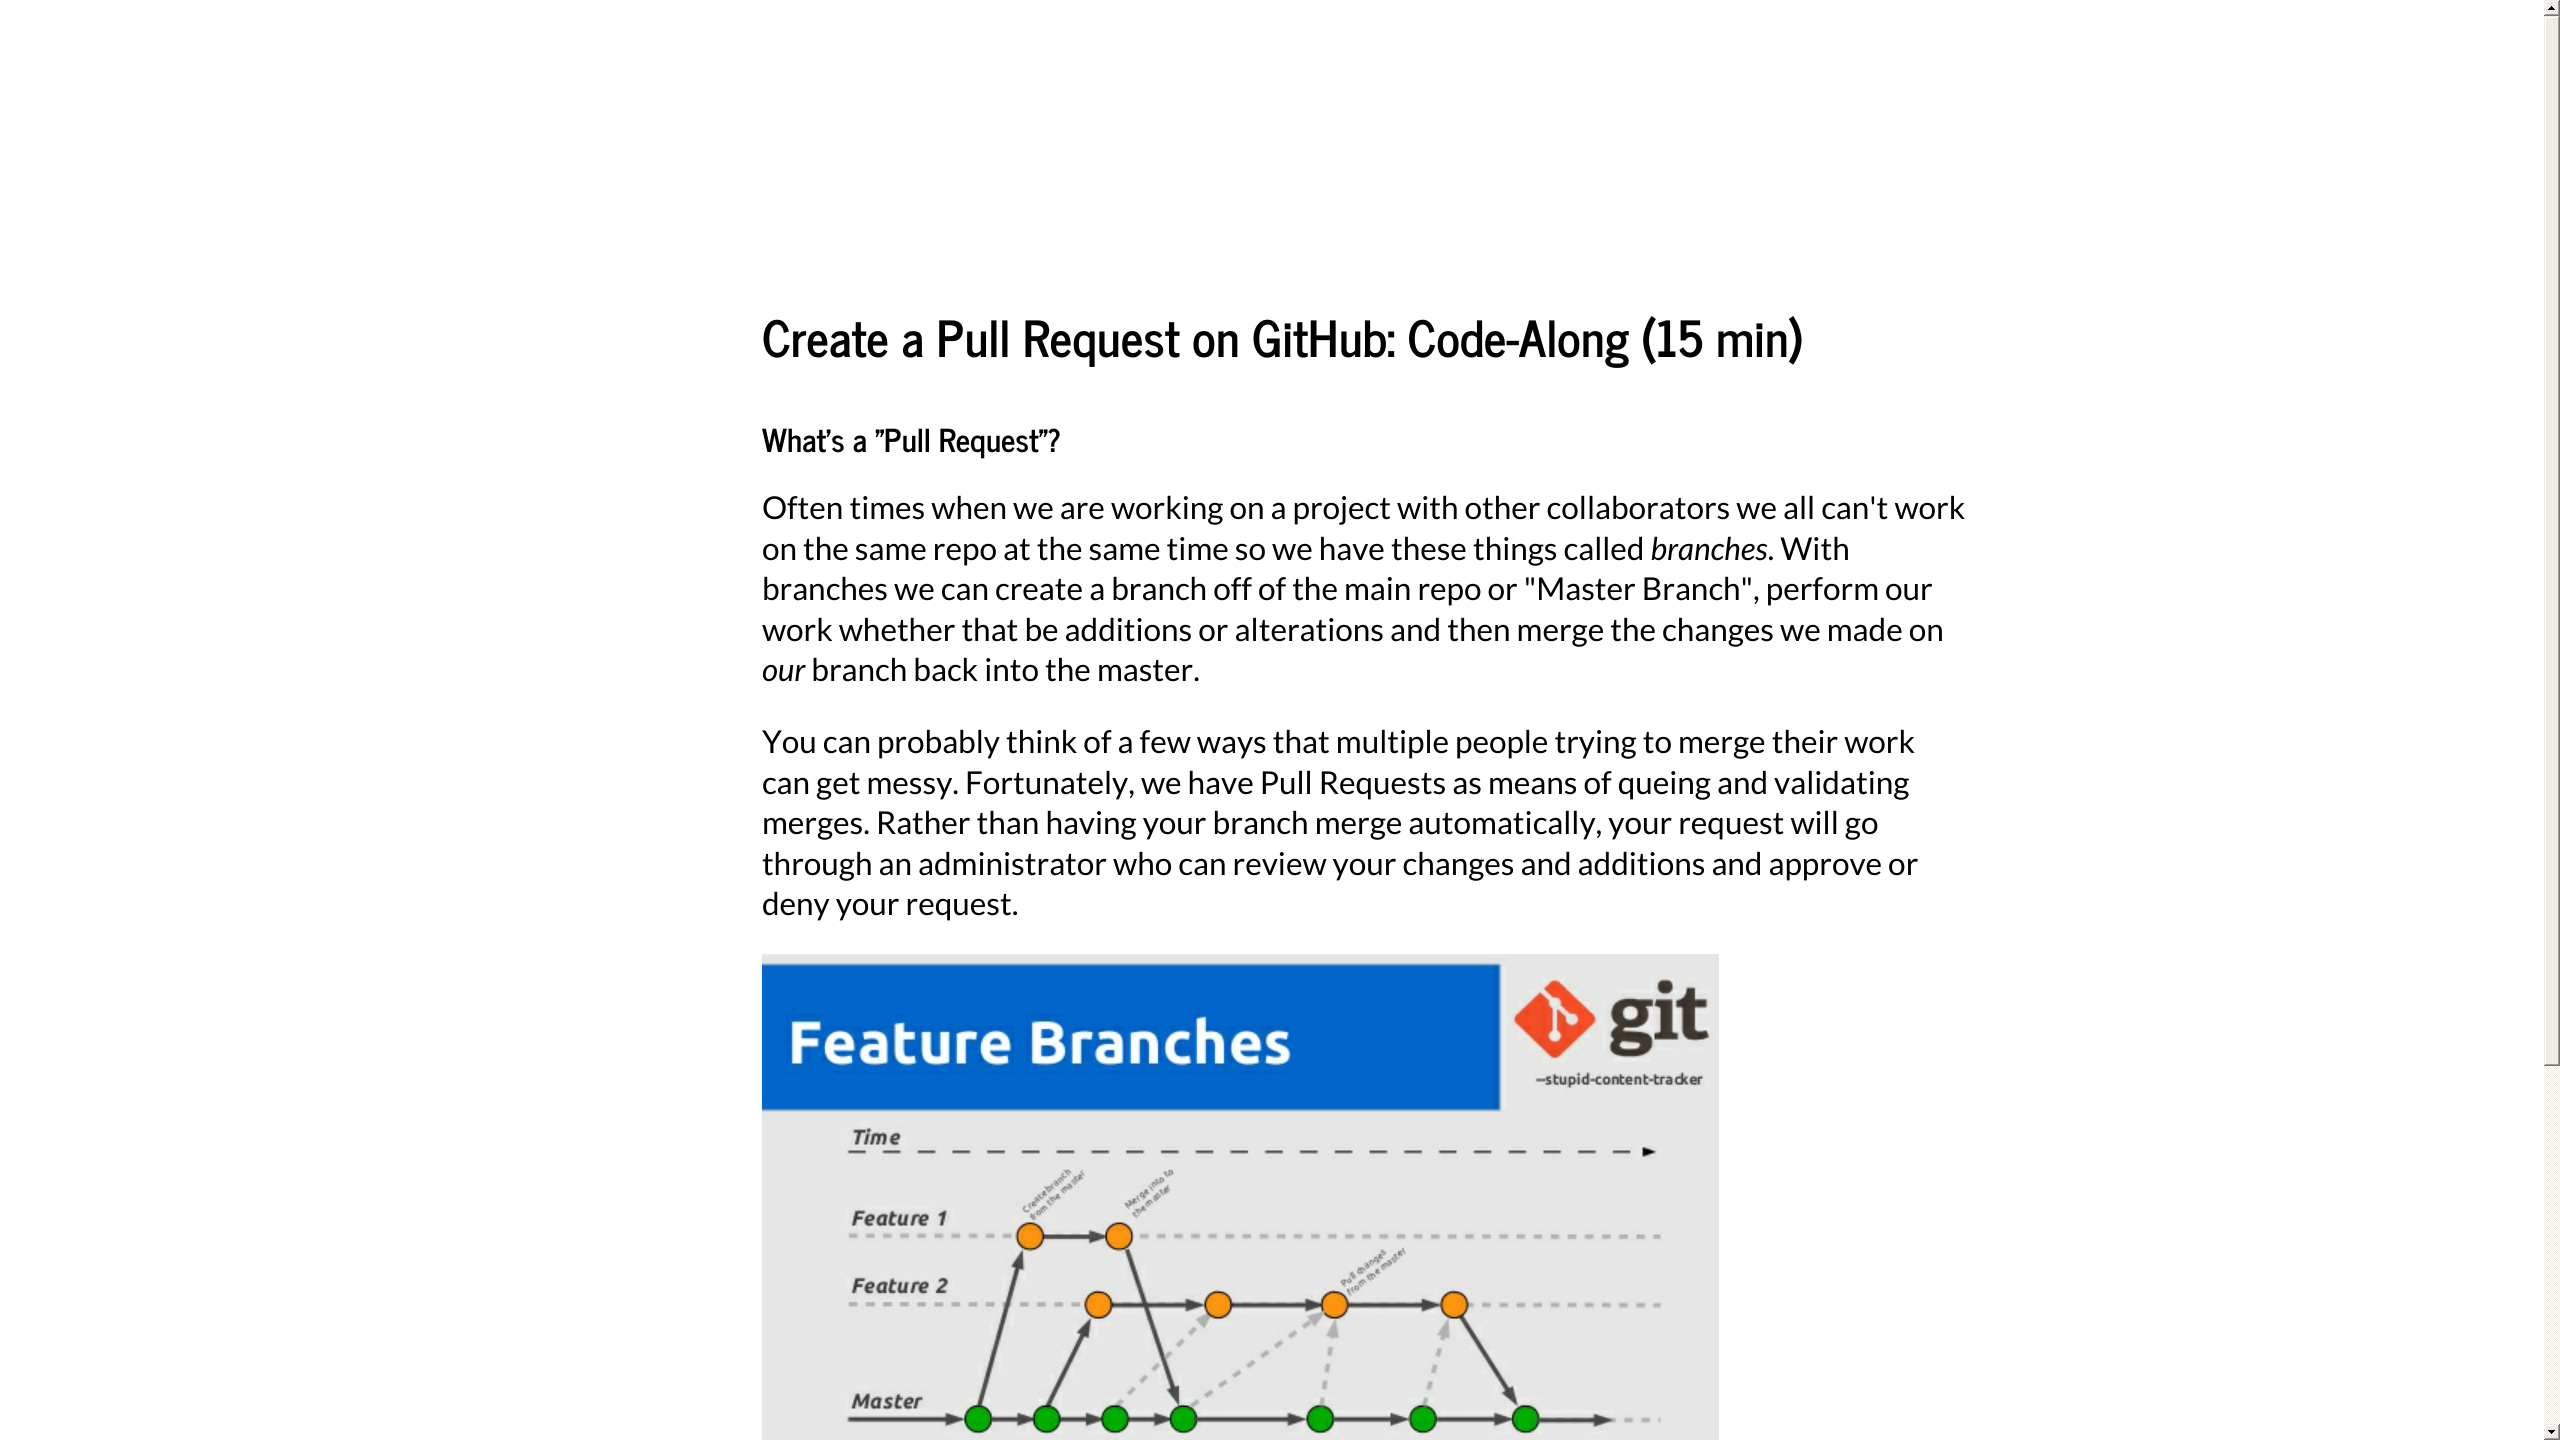 Create a Pull Request on GitHub: Code-Along (15 min)
What's a "Pull Request"?
Often times when we are working on a project with other collaborators we all can't work
on the same repo at the same time so we have these things called branches. With
branches we can create a branch off of the main repo or "Master Branch", perform our
work whether that be additions or alterations and then merge the changes we made on
our branch back into the master.
You can probably think of a few ways that multiple people trying to merge their work
can get messy. Fortunately, we have Pull Requests as means of queing and validating
merges. Rather than having your branch merge automatically, your request will go
through an administrator who can review your changes and additions and approve or
deny your request.
Feature Branches
git
--stupid-content-tracker
Time
Create branch
from the master
Merge into to
the master
Feature 1
Pull changes
from the master
Feature 2
Master